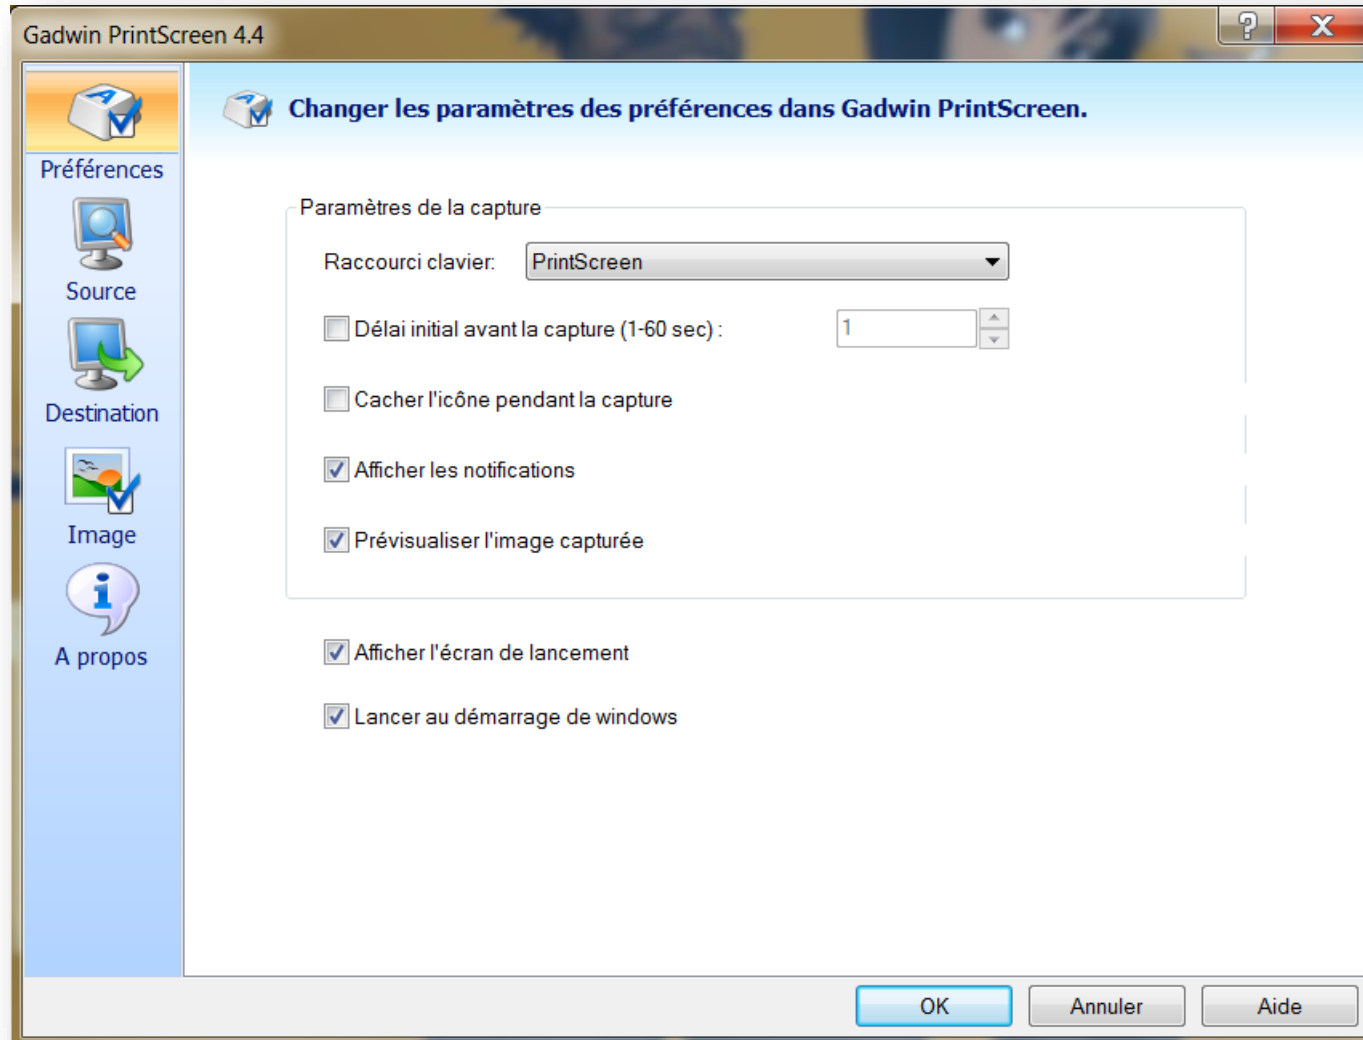 Gadwin PrintScreen 4.4
Changer les paramètres des préférences dans Gadwin PrintScreen.
Préférences
Source
Destination
Image
A propos
Paramètres de la capture
Raccourci clavier: PrintScreen
Délai initial avant la capture (1-60 sec) : 1
Cacher l'icône pendant la capture
Afficher les notifications
Prévisualiser l'image capturée
Afficher l'écran de lancement
Lancer au démarrage de windows
OK Annuler Aide